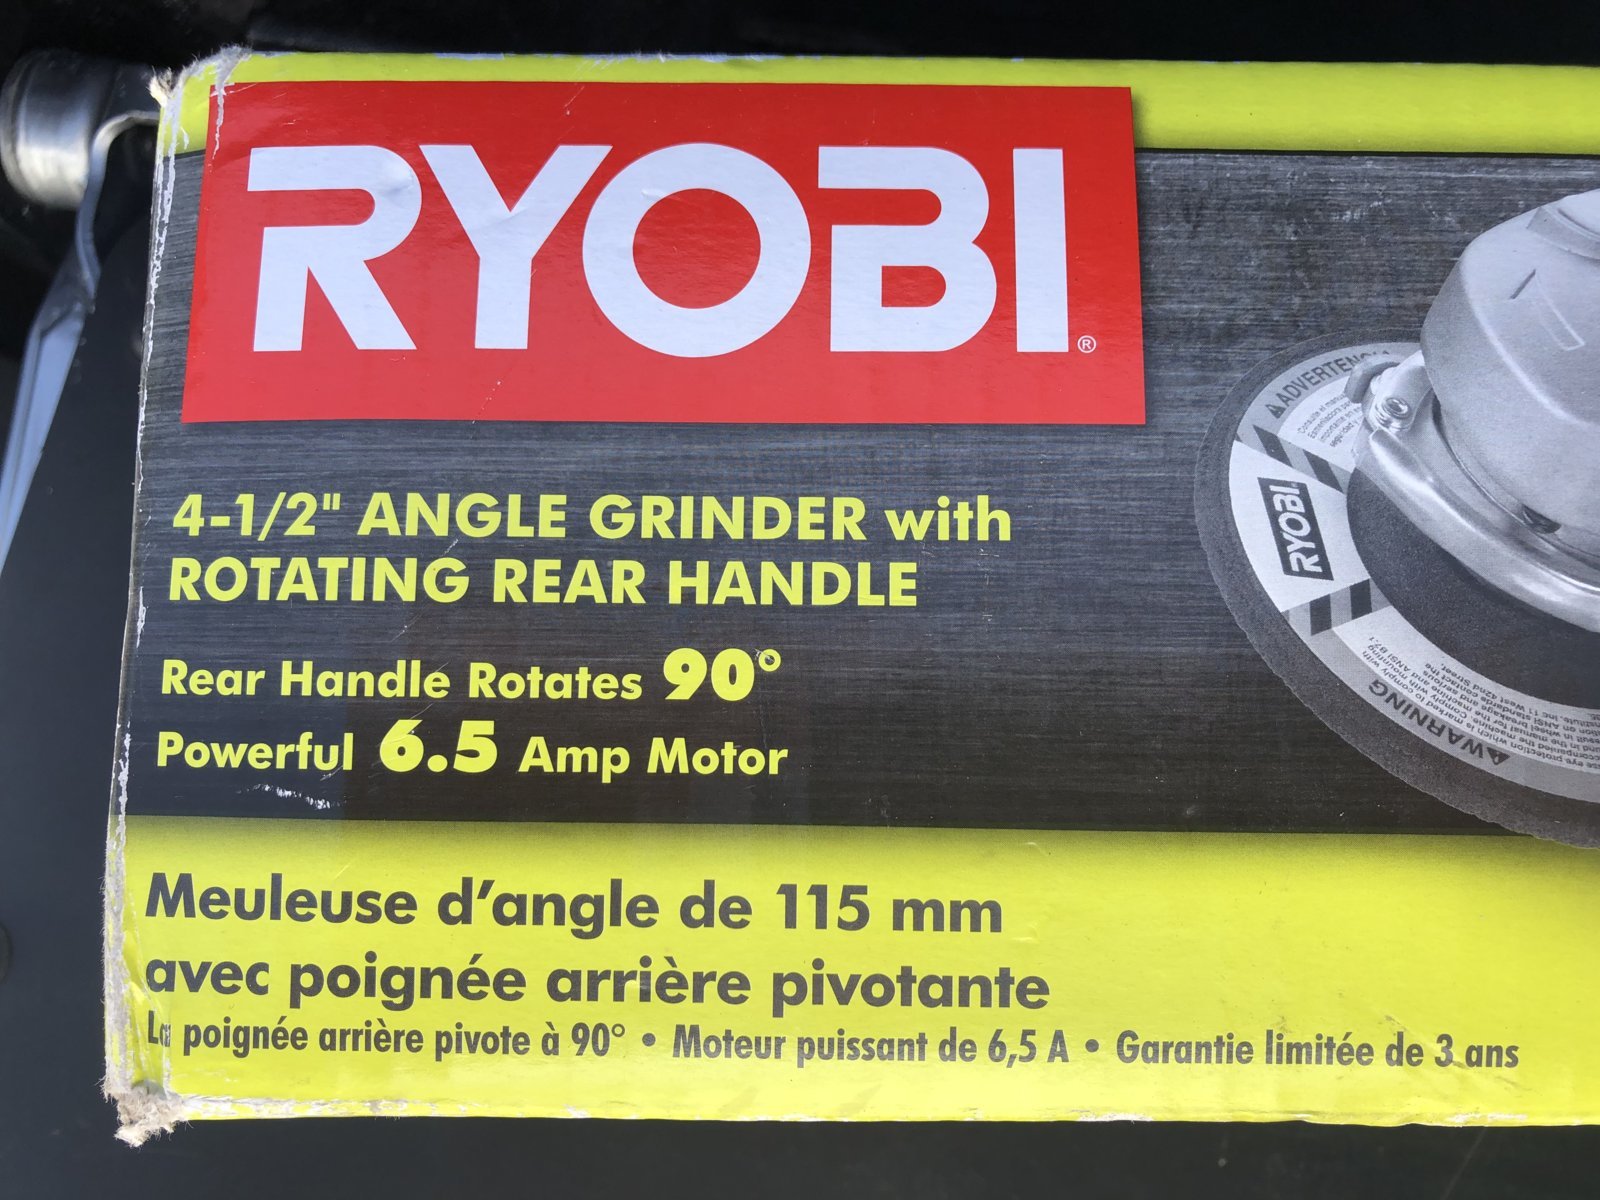 RYOBI®
4-1/2" ANGLE GRINDER with
ROTATING REAR HANDLE
Rear Handle Rotates 90°
Powerful 6.5 Amp Motor
Meuleuse d'angle de 115 mm
avec poignée arrière pivotante
La poignée arrière pivote à 90° • Moteur puissant de 6,5 A • Garantie limitée de 3 ans
RYOBI
WARNING